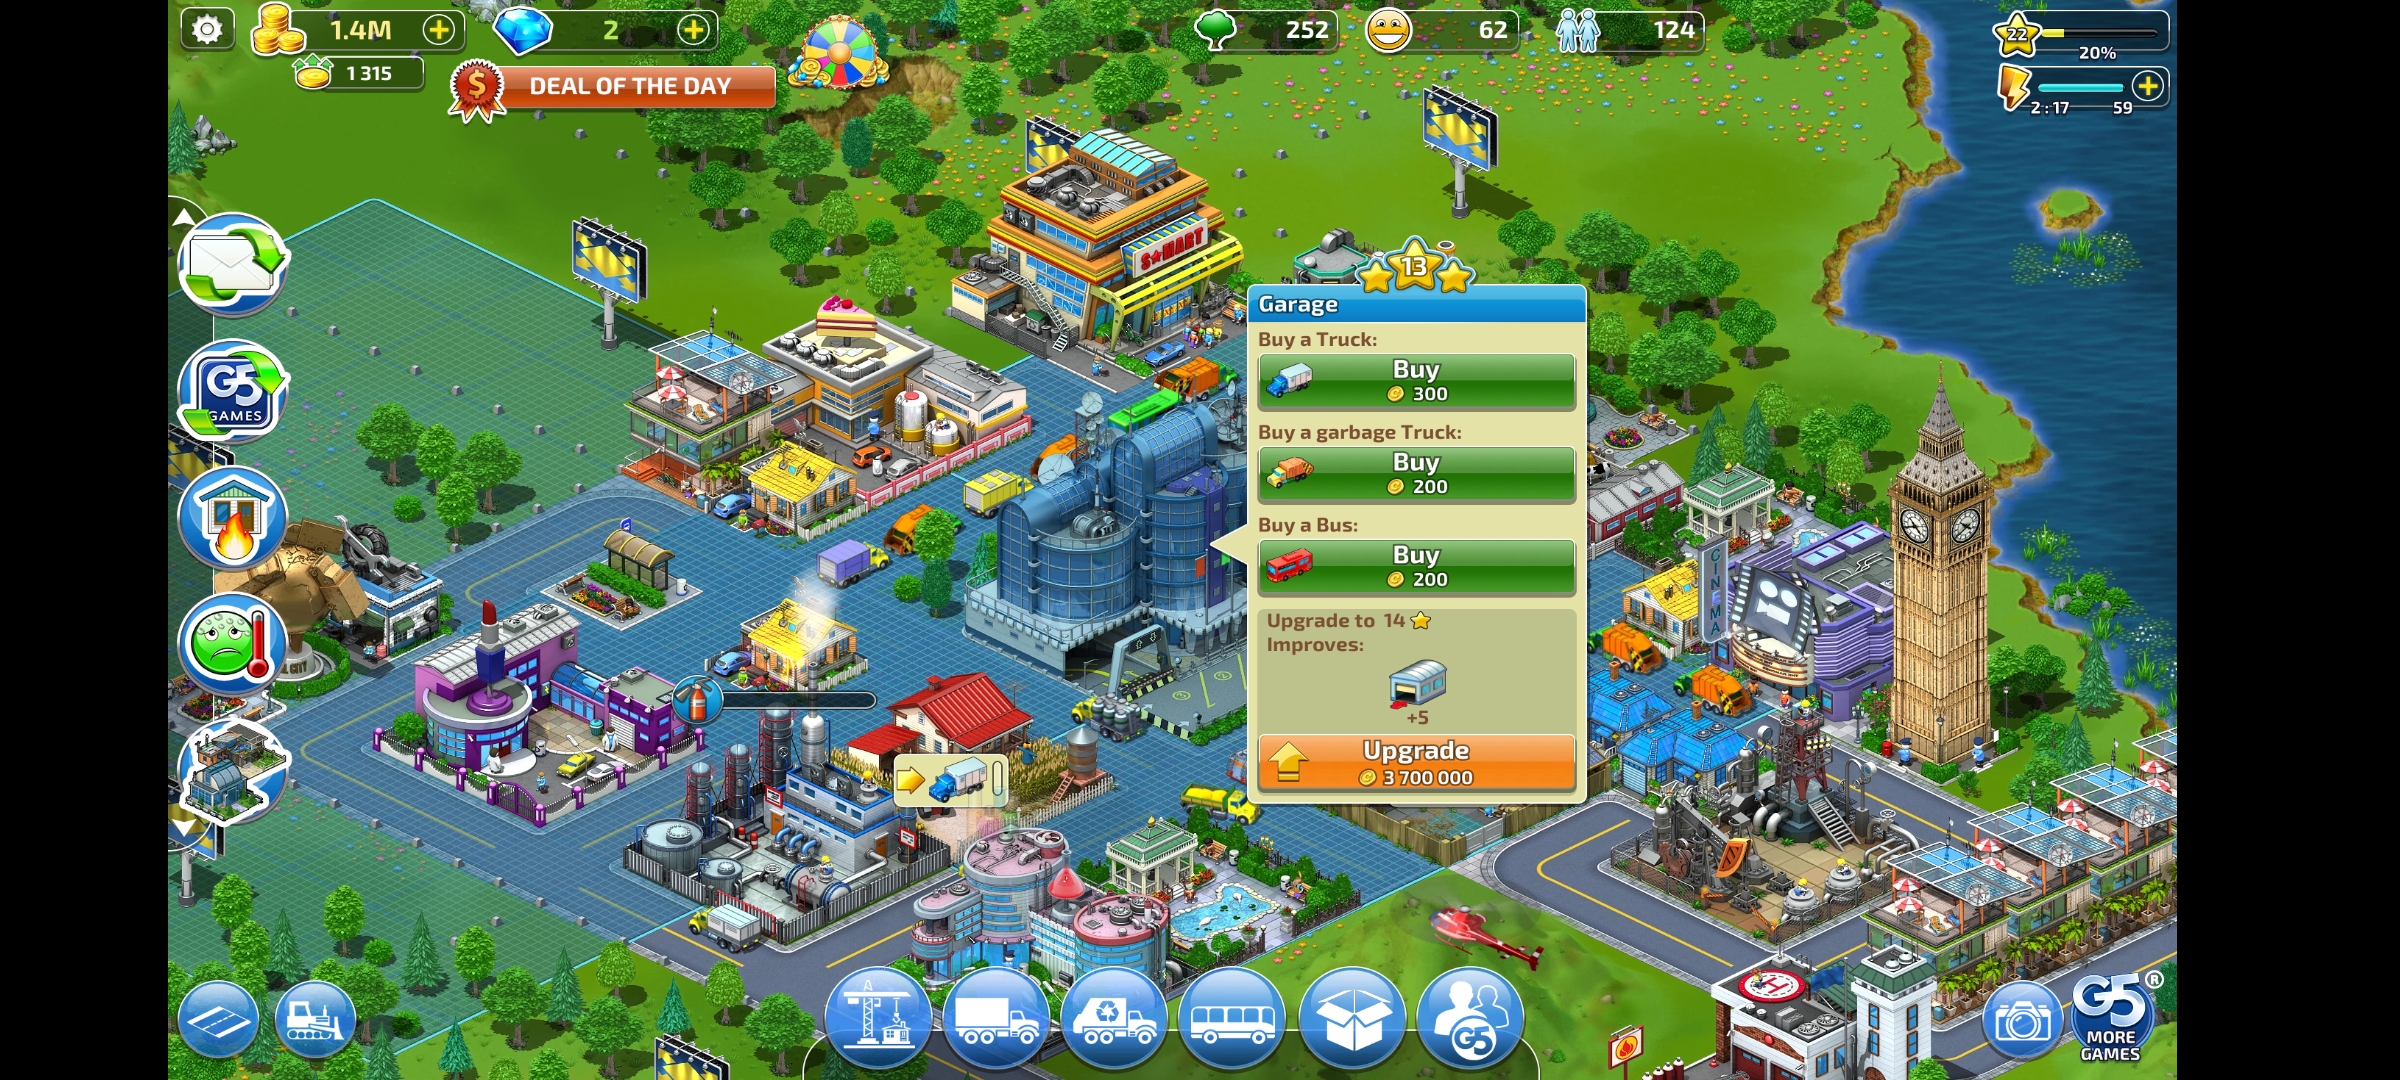 1.4M
2
252
62
124
22
20%
1 315
DEAL OF THE DAY
2:17
59
S★MART
13
Garage
Buy a Truck:
Buy
300
Buy a garbage Truck:
Buy
200
Buy a Bus:
Buy
200
Upgrade to 14
Improves:
+5
Upgrade
3 700 000
G5
GAMES
CINEMA
H
G5
G5®
MORE
GAMES